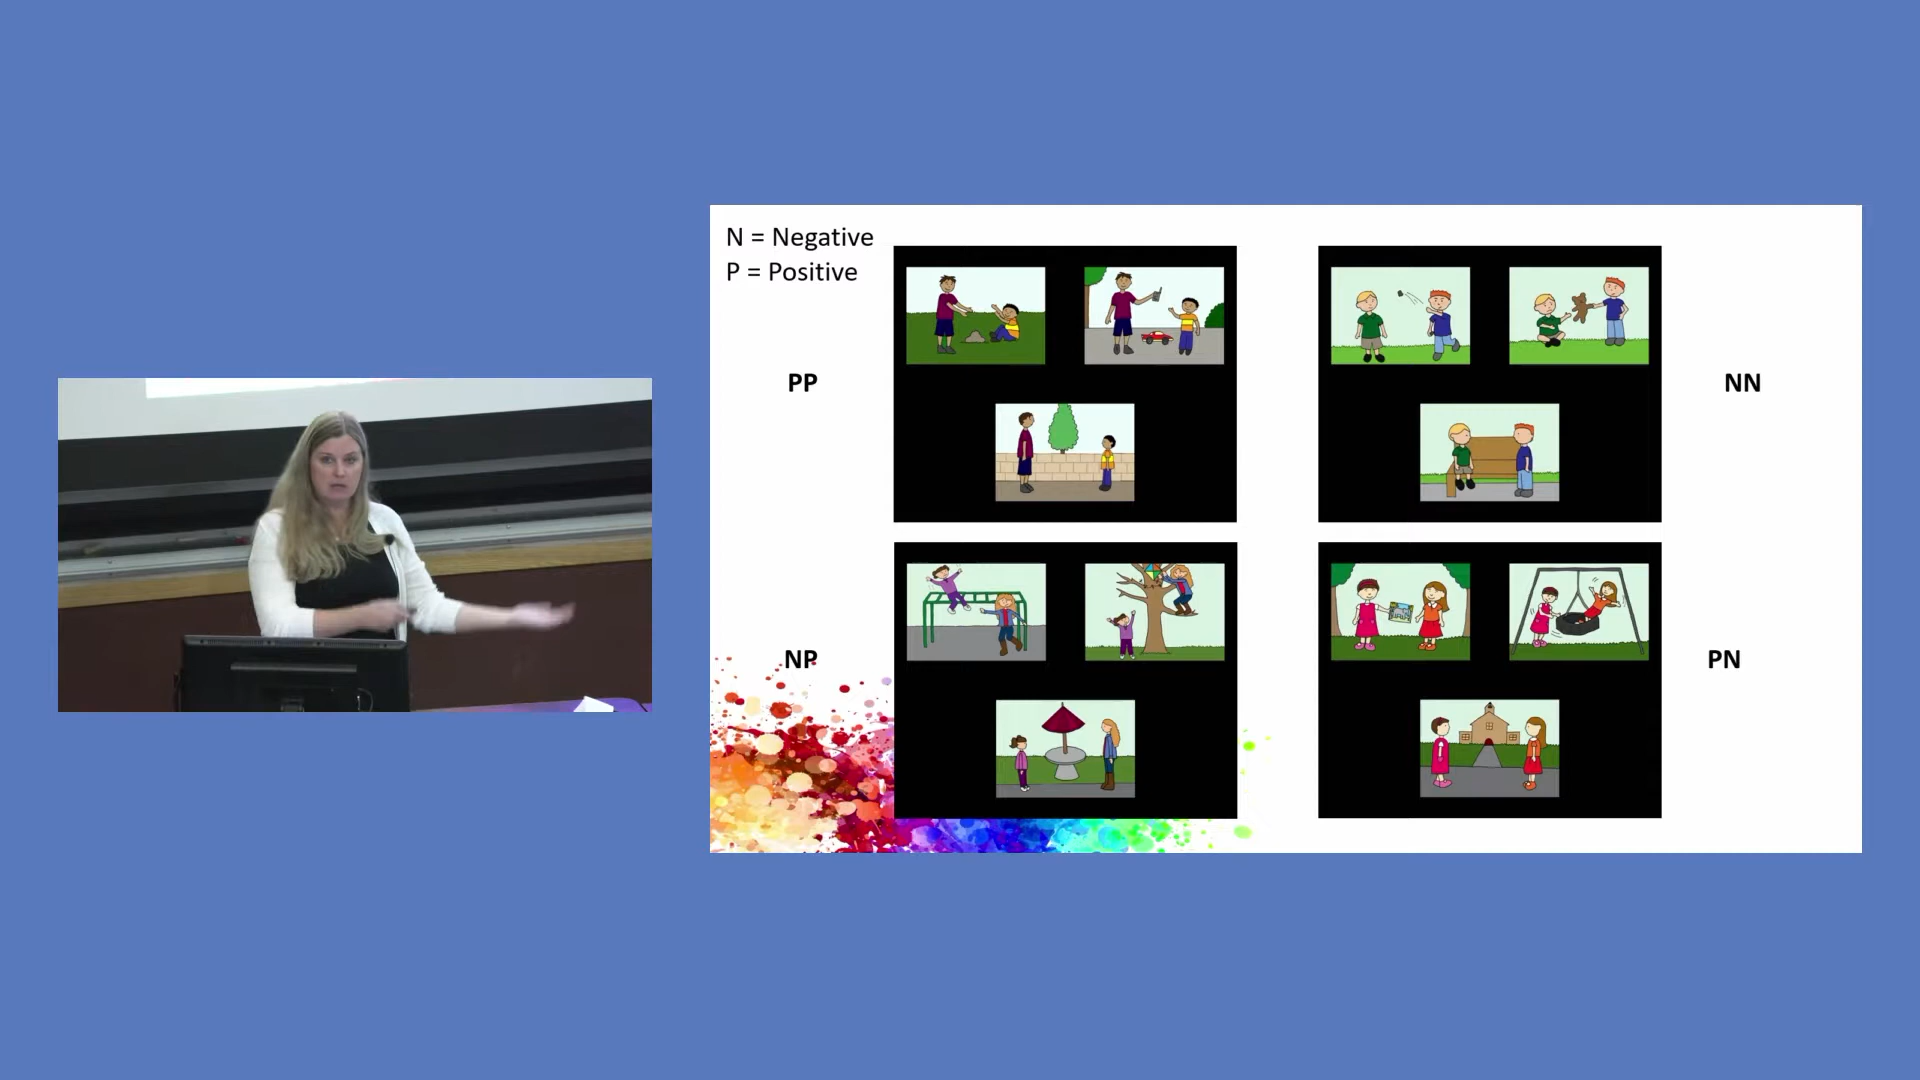 N = Negative
P = Positive
PP
NN
NP
PN